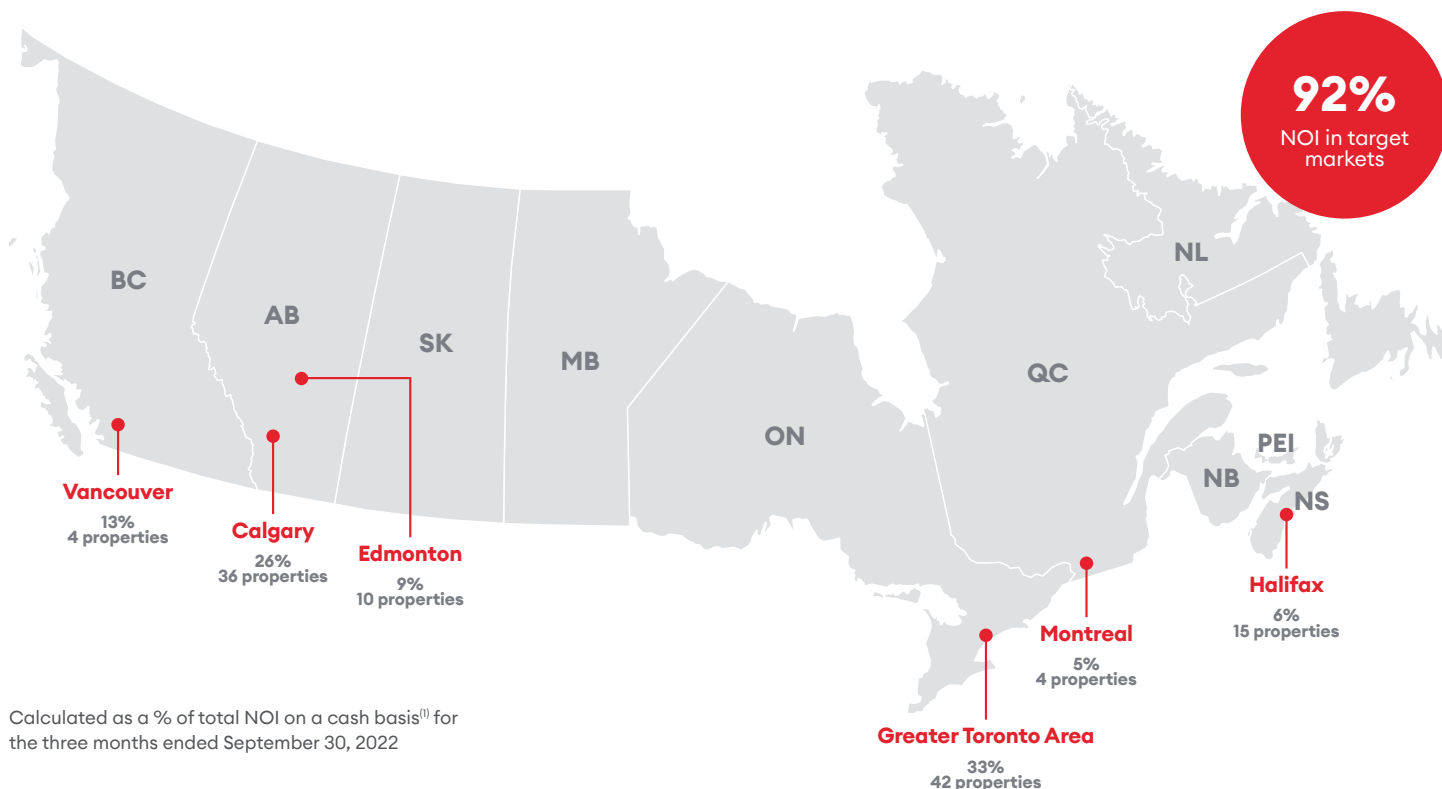 92%
NOI in target
markets
BC
AB
SK
MB
ON
QC
NL
PEI
NB
NS
Vancouver
13%
4 properties
Calgary
26%
36 properties
Edmonton
9%
10 properties
Halifax
6%
15 properties
Montreal
5%
4 properties
Greater Toronto Area
33%
42 properties
Calculated as a % of total NOI on a cash basis(1) for
the three months ended September 30, 2022